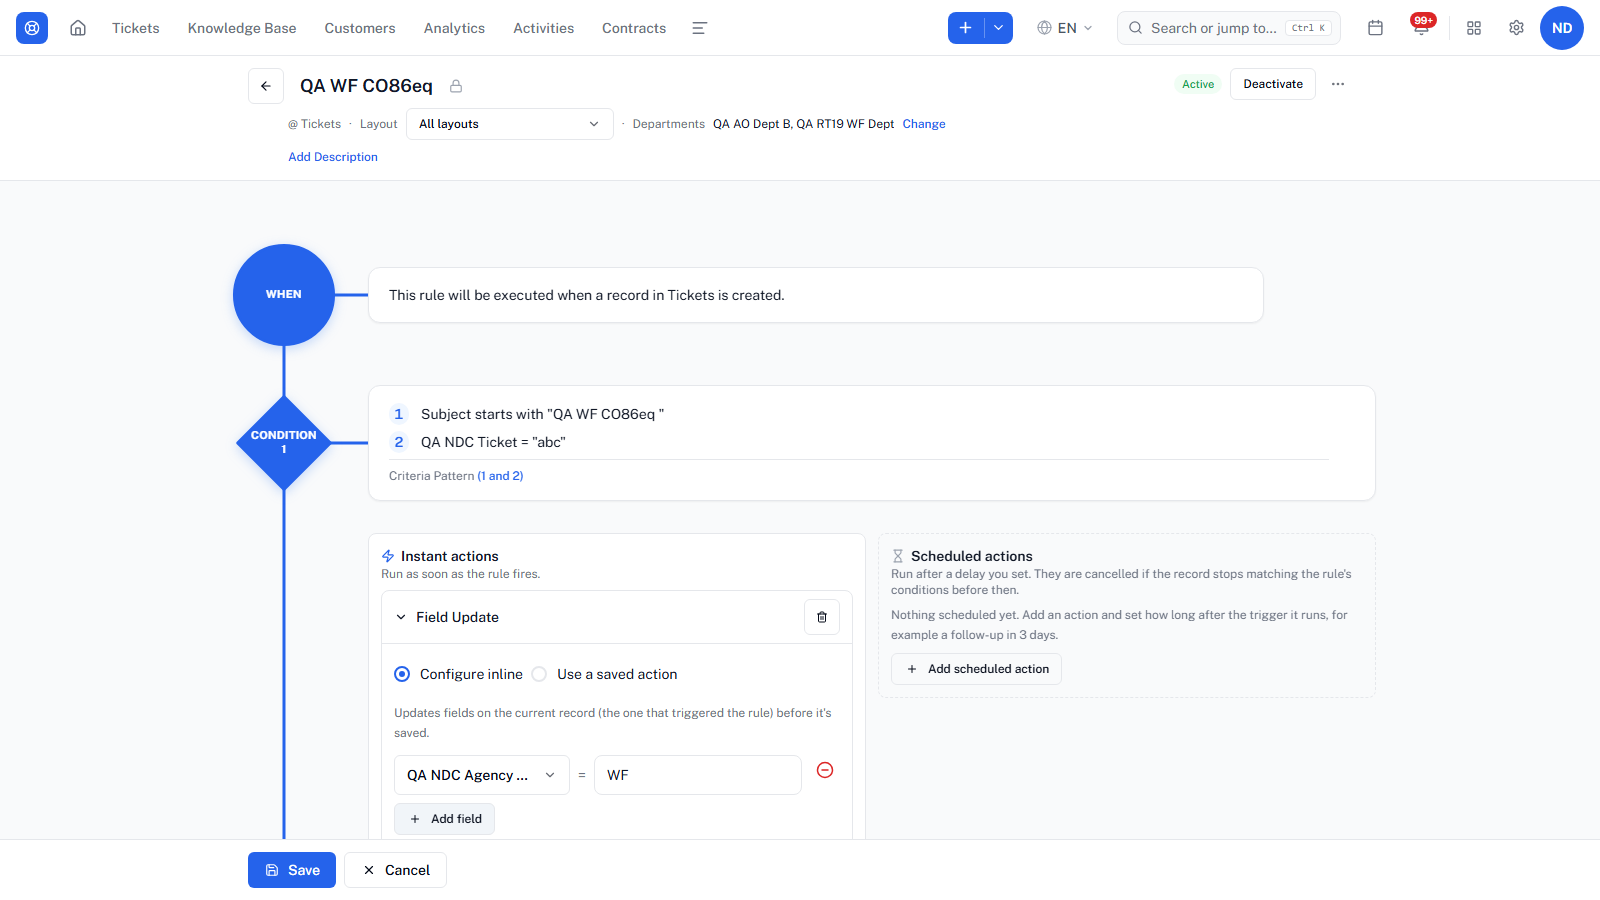 Tickets
Knowledge Base
Customers
Analytics
Activities
Contracts
EN
Search or jump to...
Ctrl K
99+
ND
QA WF CO86eq
Active
Deactivate
@ Tickets · Layout
All layouts
· Departments QA AO Dept B, QA RT19 WF Dept Change
Add Description
WHEN
This rule will be executed when a record in Tickets is created.
CONDITION
1
1 Subject starts with "QA WF CO86eq "
2 QA NDC Ticket = "abc"
Criteria Pattern (1 and 2)
Instant actions
Run as soon as the rule fires.
Field Update
Configure inline
Use a saved action
Updates fields on the current record (the one that triggered the rule) before it's
saved.
QA NDC Agency ...
=
WF
Add field
Scheduled actions
Run after a delay you set. They are cancelled if the record stops matching the rule's
conditions before then.
Nothing scheduled yet. Add an action and set how long after the trigger it runs, for
example a follow-up in 3 days.
Add scheduled action
Save
Cancel